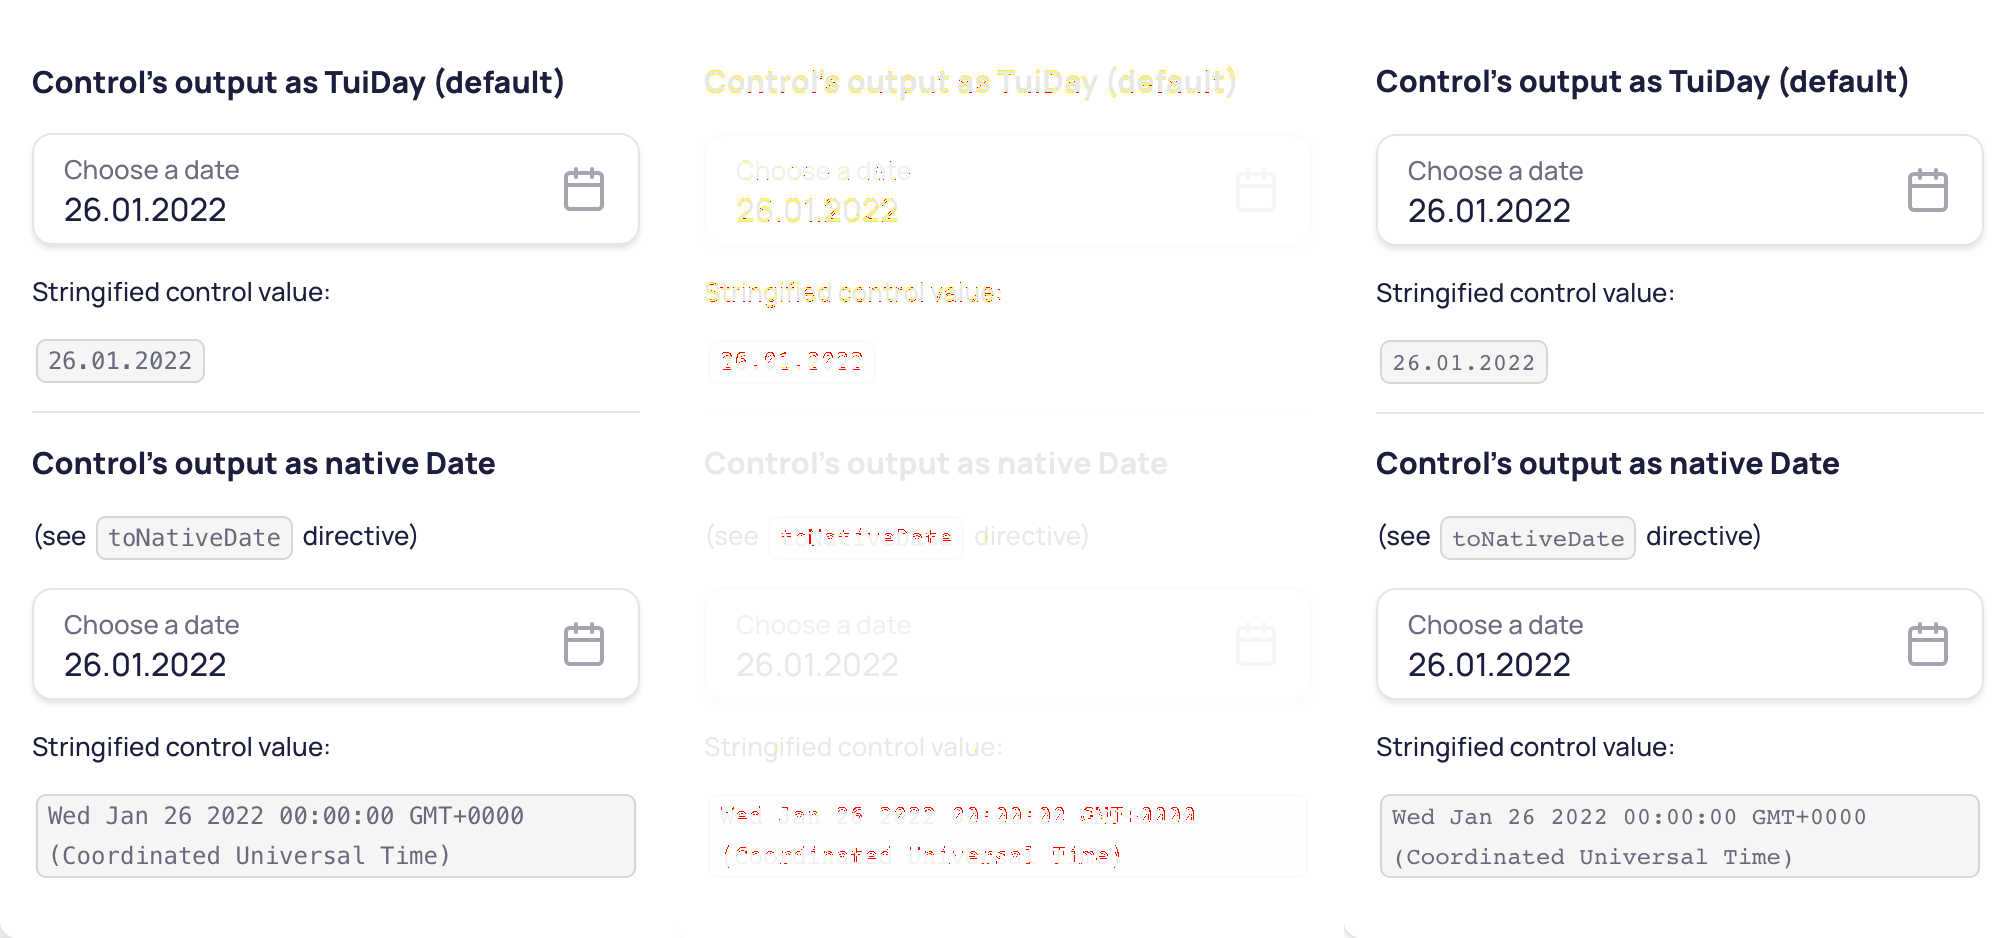 Control's output as TuiDay (default)
Choose a date
26.01.2022
Stringified control value:
26.01.2022
Control's output as native Date
(see toNativeDate directive)
Choose a date
26.01.2022
Stringified control value:
Wed Jan 26 2022 00:00:00 GMT+0000
(Coordinated Universal Time)
Control's output as TuiDay (default)
Choose a date
26.01.2022
Stringified control value:
26.01.2022
Control's output as native Date
(see toNativeDate directive)
Choose a date
26.01.2022
Stringified control value:
Wed Jan 26 2022 00:00:00 GMT+0000
(Coordinated Universal Time)
Control's output as TuiDay (default)
Choose a date
26.01.2022
Stringified control value:
26.01.2022
Control's output as native Date
(see toNativeDate directive)
Choose a date
26.01.2022
Stringified control value:
Wed Jan 26 2022 00:00:00 GMT+0000
(Coordinated Universal Time)